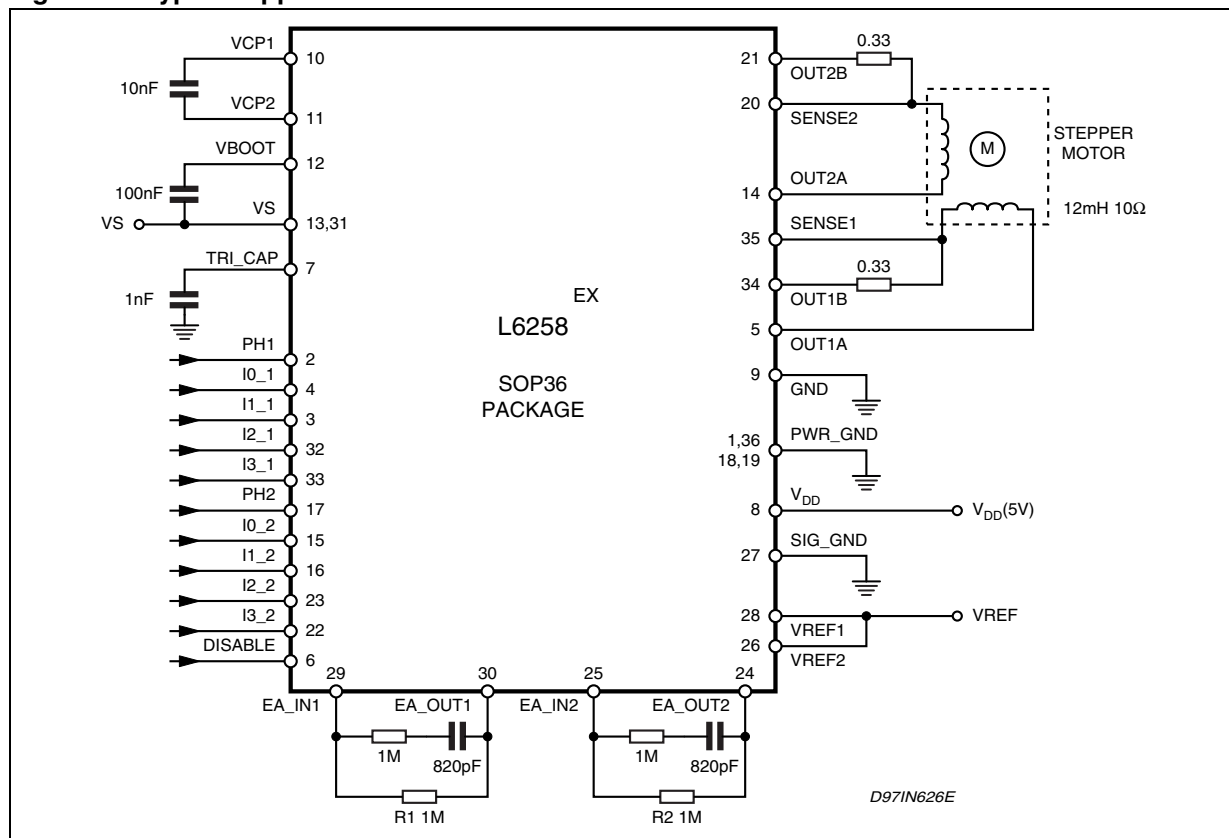 VCP1
10
10nF
VCP2
11
VBOOT
12
100nF
VS
VS
13,31
TRI_CAP
7
1nF
PH1
2
I0_1
4
I1_1
3
I2_1
32
I3_1
33
PH2
17
I0_2
15
I1_2
16
I2_2
23
I3_2
22
DISABLE
6
EX
L6258
SOP36
PACKAGE
21
0.33
OUT2B
20
SENSE2
M
STEPPER
MOTOR
OUT2A
14
12mH 10Ω
SENSE1
35
0.33
34
OUT1B
5
OUT1A
9
GND
1,36
18,19
PWR_GND
VDD
8
VDD(5V)
SIG_GND
27
28
VREF
VREF1
26
VREF2
29
30
25
24
EA_IN1
EA_OUT1
EA_IN2
EA_OUT2
1M
820pF
1M
820pF
R1 1M
R2 1M
D97IN626E